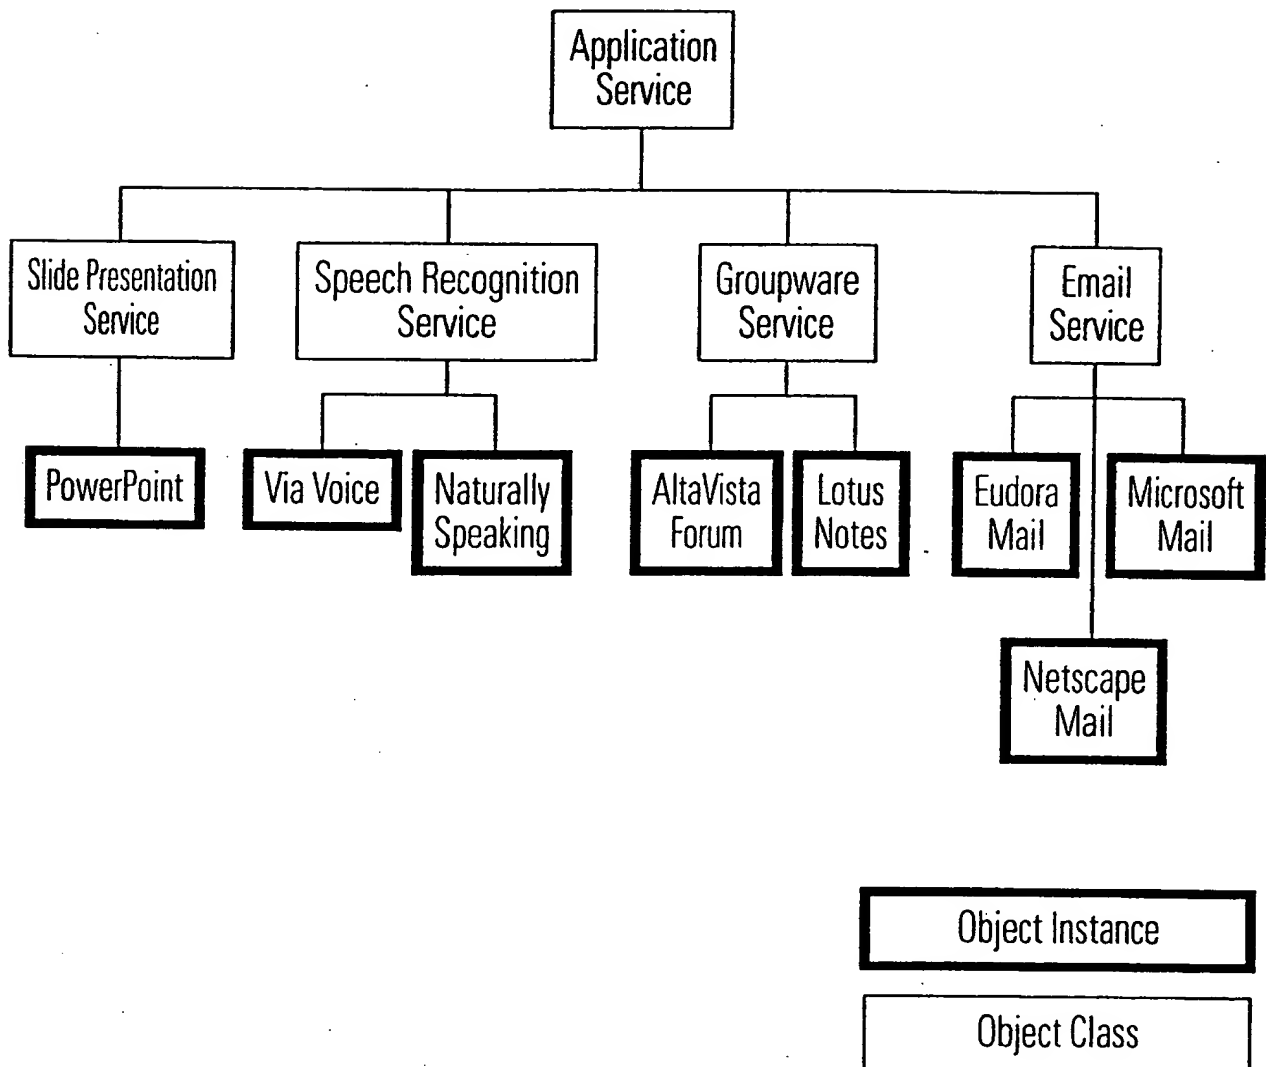 Application
Service
Slide Presentation
Service
Speech Recognition
Service
Groupware
Service
Email
Service
PowerPoint
Via Voice
Naturally
Speaking
AltaVista
Forum
Lotus
Notes
Eudora
Mail
Microsoft
Mail
Netscape
Mail
Object Instance
Object Class